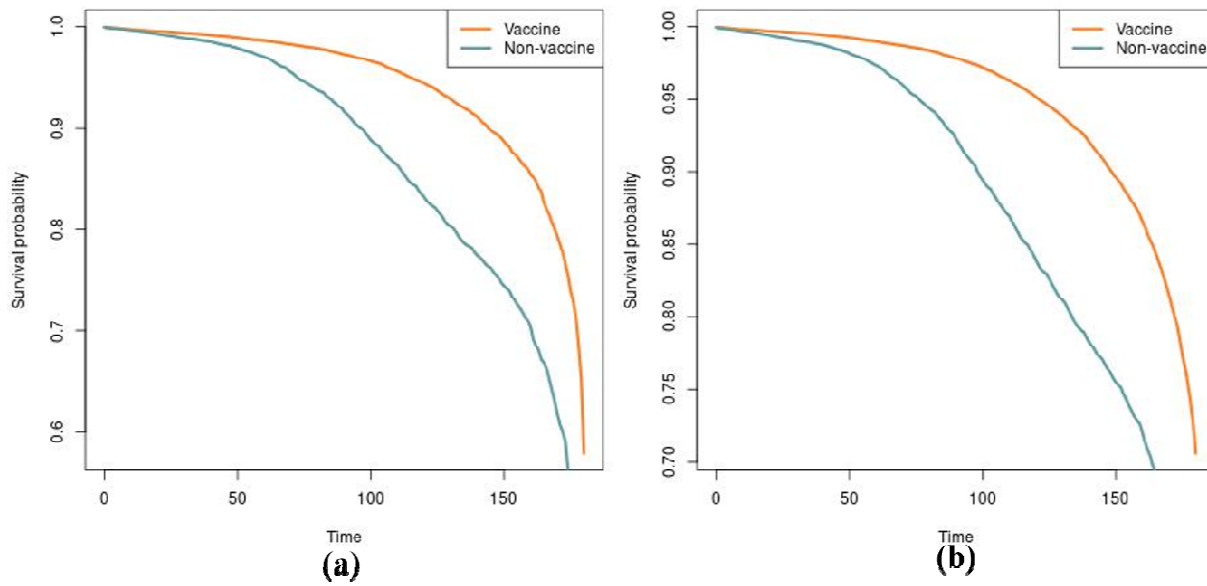 Vaccine
Non-vaccine
1.0
0.9
0.8
0.7
0.6
Survival probability
0
50
100
150
Time
(a)
Vaccine
Non-vaccine
1.00
0.95
0.90
0.85
0.80
0.75
0.70
Survival probability
0
50
100
150
Time
(b)